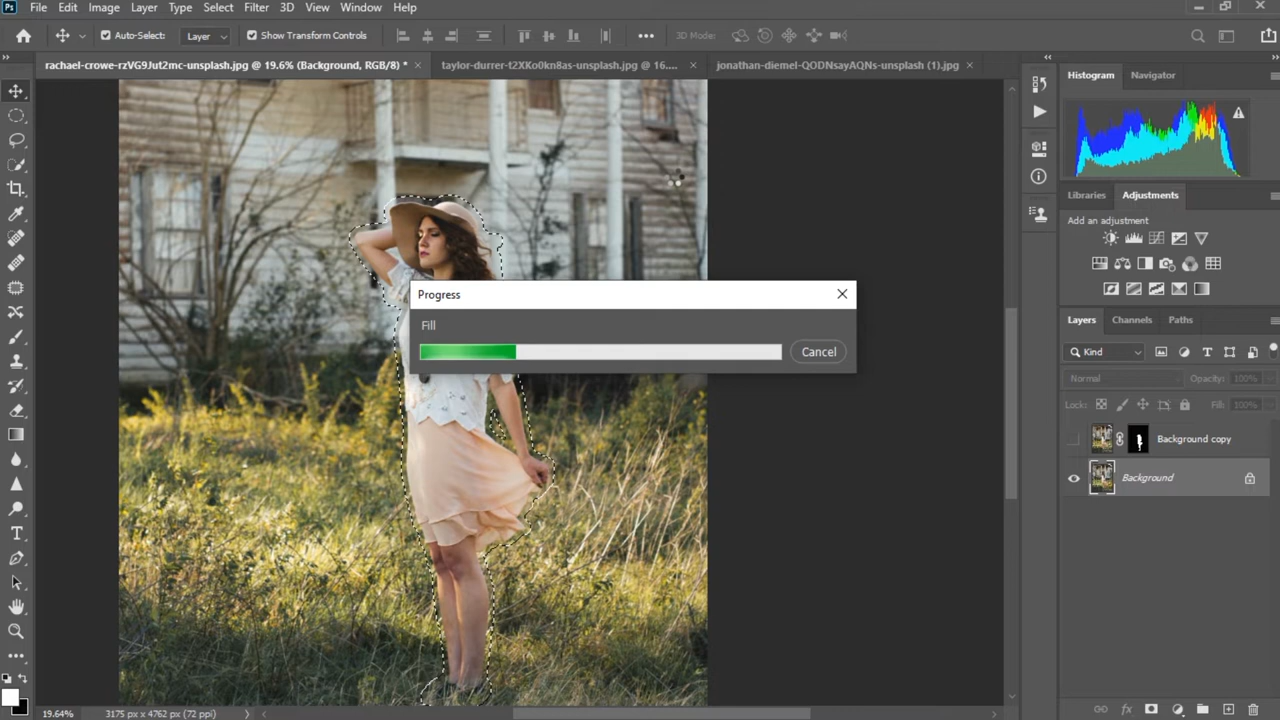 Ps File Edit Image Layer Type Select Filter 3D View Window Help
Auto-Select: Layer Show Transform Controls 3D Mode:
rachael-crowe-rzVG9Jut2mc-unsplash.jpg @ 19.6% (Background, RGB/8) * taylor-durrer-t2XKo0kn8as-unsplash.jpg @ 16.... jonathan-diemel-QODNsayAQNs-unsplash (1).jpg
Histogram Navigator
Libraries Adjustments
Add an adjustment
Progress
Fill
Cancel
Layers Channels Paths
Kind
Normal Opacity: 100%
Lock: Fill: 100%
Background copy
Background
19.64% 3175 px x 4762 px (72 ppi)